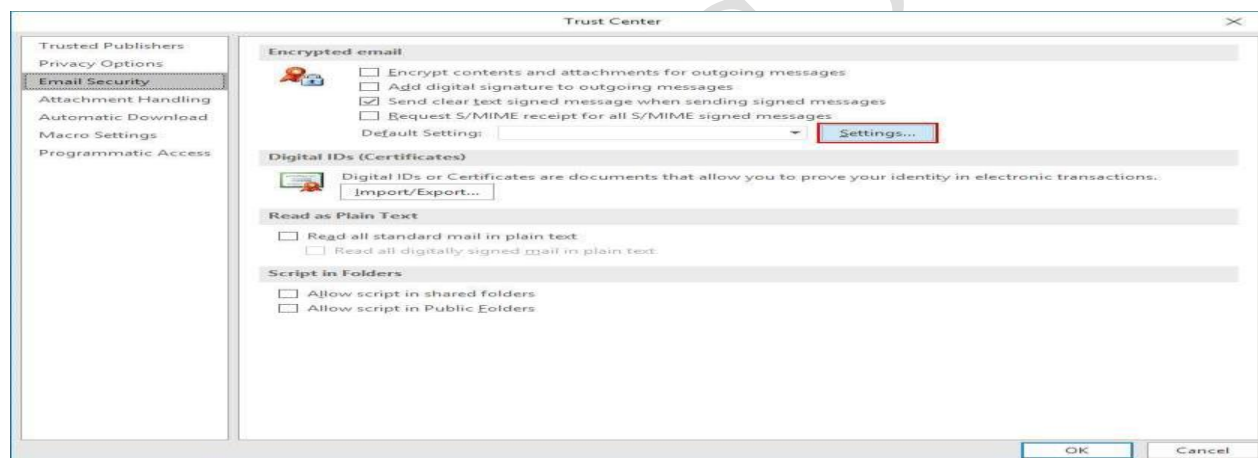 Trust Center
Trusted Publishers
Privacy Options
Email Security
Attachment Handling
Automatic Download
Macro Settings
Programmatic Access
Encrypted email
Encrypt contents and attachments for outgoing messages
Add digital signature to outgoing messages
Send clear text signed message when sending signed messages
Request S/MIME receipt for all S/MIME signed messages
Default Setting: Settings...
Digital IDs (Certificates)
Digital IDs or Certificates are documents that allow you to prove your identity in electronic transactions.
Import/Export...
Read as Plain Text
Read all standard mail in plain text
Read all digitally signed mail in plain text
Script in Folders
Allow script in shared folders
Allow script in Public Folders
OK Cancel